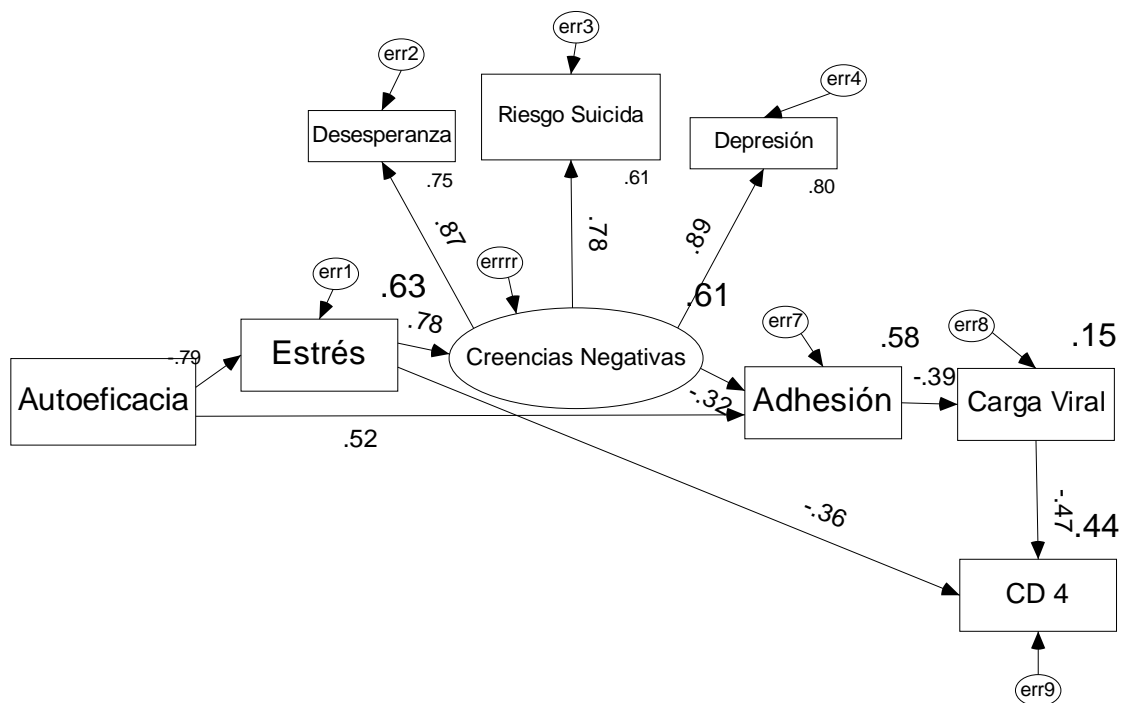 err3
err2
err4
Riesgo Suicida
Desesperanza
Depresión
.75
.61
.80
.87
.78
.89
errrr
err1
.63
.61
.78
err7
.58
err8
.15
Estrés
-.79
Creencias Negativas
-.39
Autoeficacia
-.32
Adhesión
Carga Viral
.52
-.36
-.47
.44
CD 4
err9